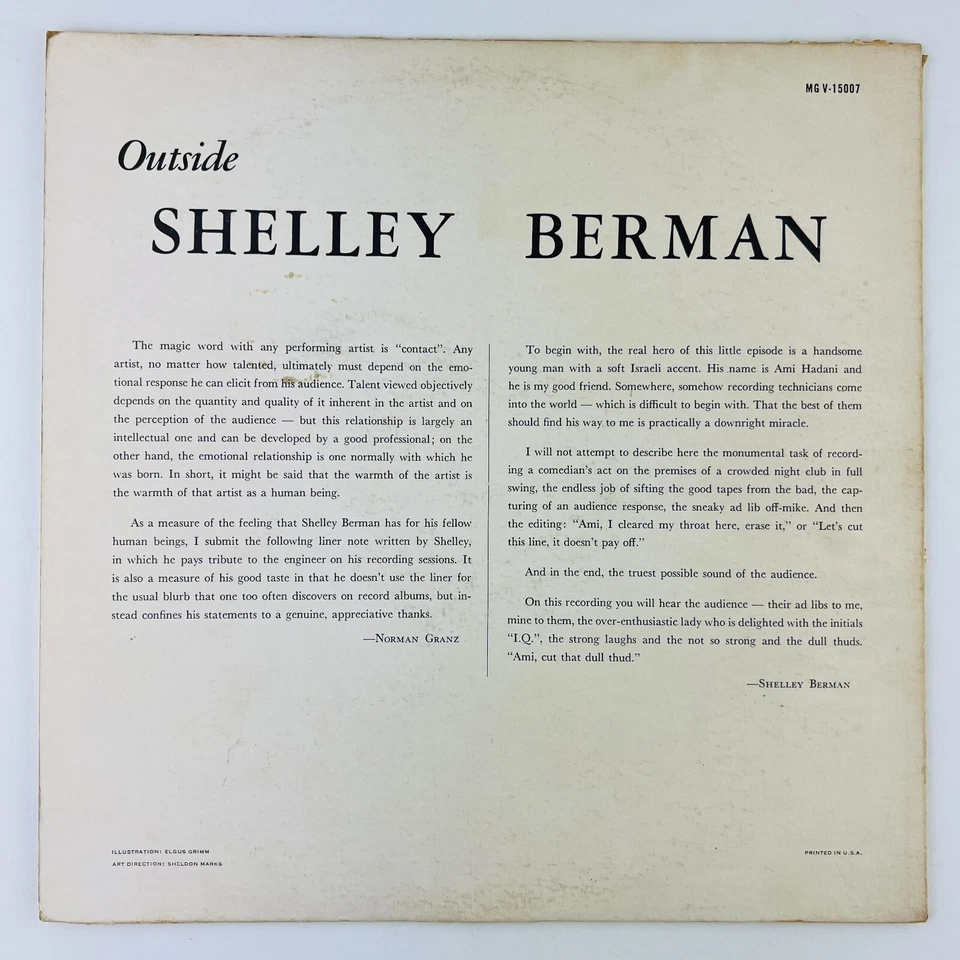 MG V-15007
Outside
SHELLEY BERMAN
The magic word with any performing artist is “contact”. Any
artist, no matter how talented, ultimately must depend on the emo-
tional response he can elicit from his audience. Talent viewed objectively
depends on the quantity and quality of it inherent in the artist and on
the perception of the audience — but this relationship is largely an
intellectual one and can be developed by a good professional; on the
other hand, the emotional relationship is one normally with which he
was born. In short, it might be said that the warmth of the artist is
the warmth of that artist as a human being.
As a measure of the feeling that Shelley Berman has for his fellow
human beings, I submit the following liner note written by Shelley,
in which he pays tribute to the engineer on his recording sessions. It
is also a measure of his good taste in that he doesn’t use the liner for
the usual blurb that one too often discovers on record albums, but in-
stead confines his statements to a genuine, appreciative thanks.
—NORMAN GRANZ
To begin with, the real hero of this little episode is a handsome
young man with a soft Israeli accent. His name is Ami Hadani and
he is my good friend. Somewhere, somehow recording technicians come
into the world — which is difficult to begin with. That the best of them
should find his way to me is practically a downright miracle.
I will not attempt to describe here the monumental task of record-
ing a comedian’s act on the premises of a crowded night club in full
swing, the endless job of sifting the good tapes from the bad, the cap-
turing of an audience response, the sneaky ad lib off-mike. And then
the editing: “Ami, I cleared my throat here, erase it,” or “Let’s cut
this line, it doesn’t pay off.”
And in the end, the truest possible sound of the audience.
On this recording you will hear the audience — their ad libs to me,
mine to them, the over-enthusiastic lady who is delighted with the initials
“I.Q.”, the strong laughs and the not so strong and the dull thuds.
“Ami, cut that dull thud.”
—SHELLEY BERMAN
ILLUSTRATION: ELGUS GRIMM
ART DIRECTION: SHELDON MARKS
PRINTED IN U.S.A.